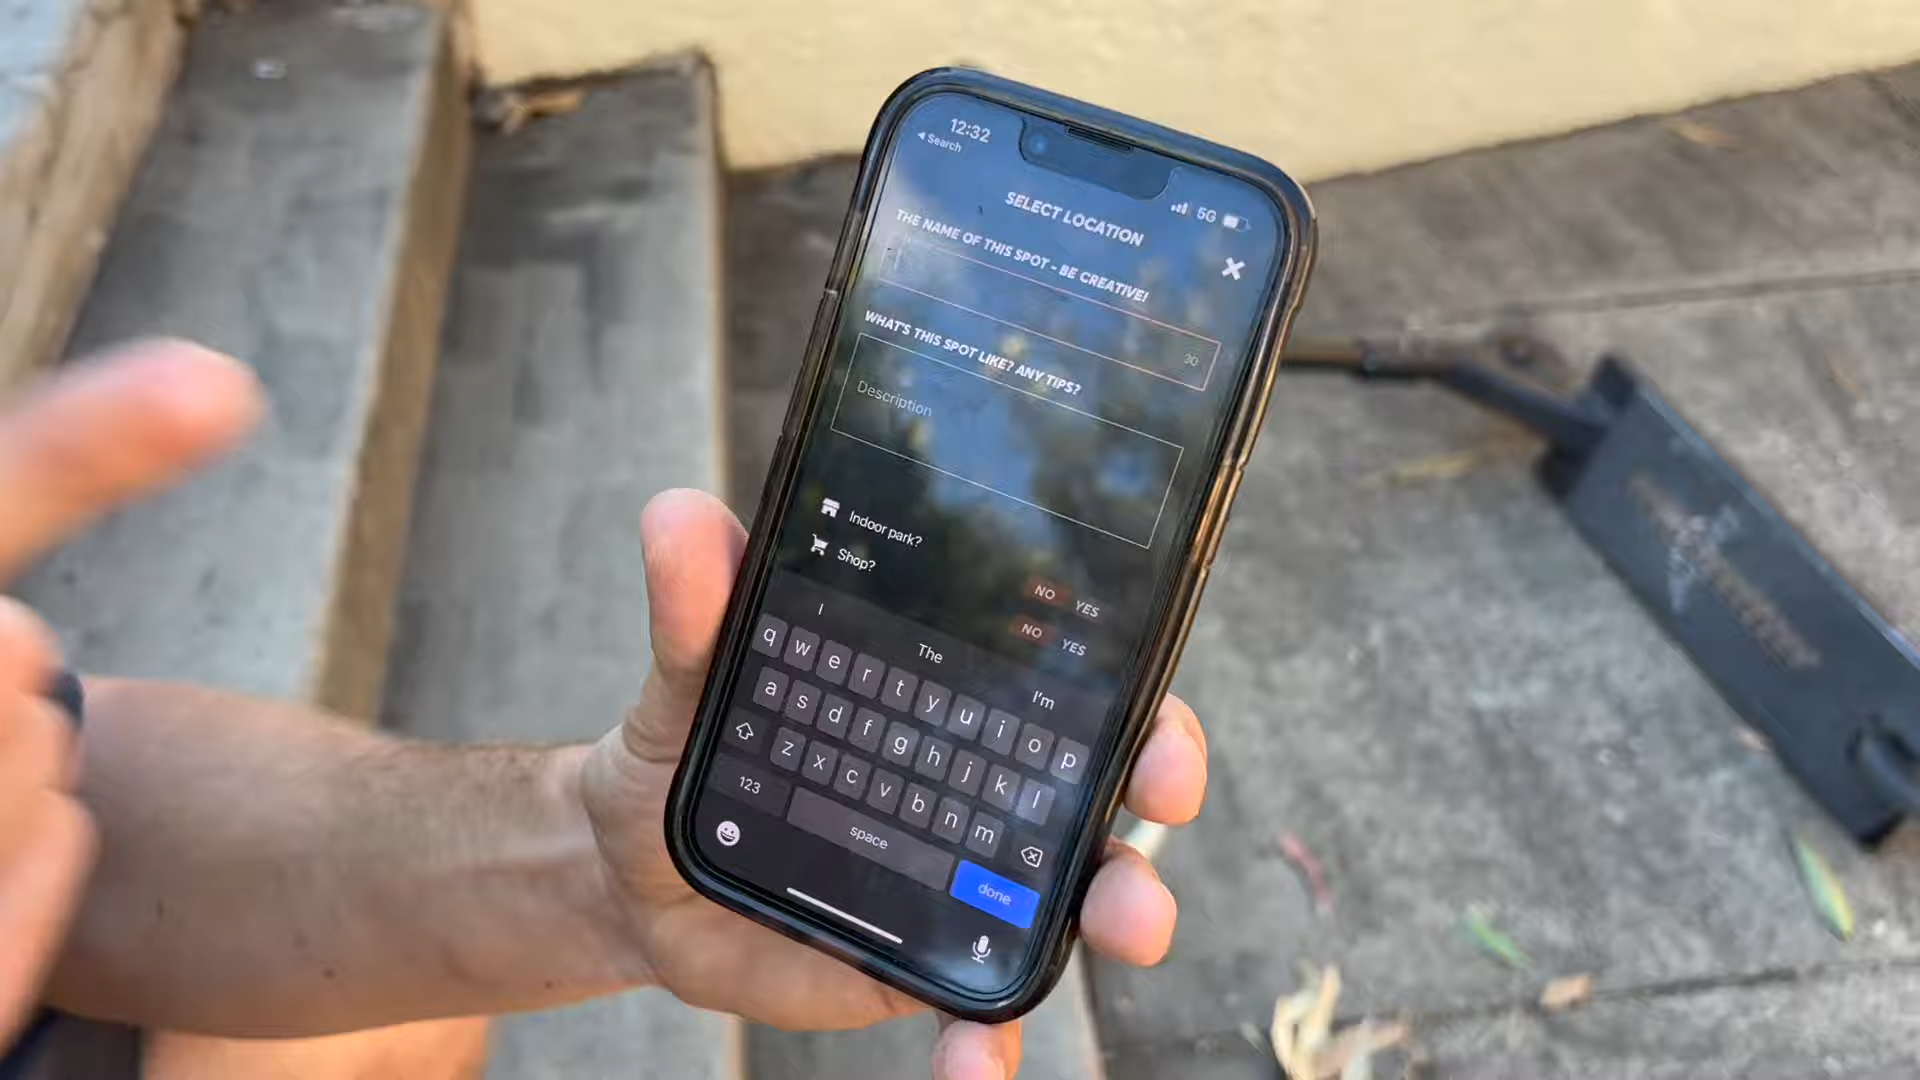 12:32
◀ Search
5G
SELECT LOCATION
THE NAME OF THIS SPOT - BE CREATIVE!
30
WHAT'S THIS SPOT LIKE? ANY TIPS?
Description
Indoor park?
NO YES
Shop?
NO YES
I The I'm
q w e r t y u i o p
a s d f g h j k l
z x c v b n m
123 space done